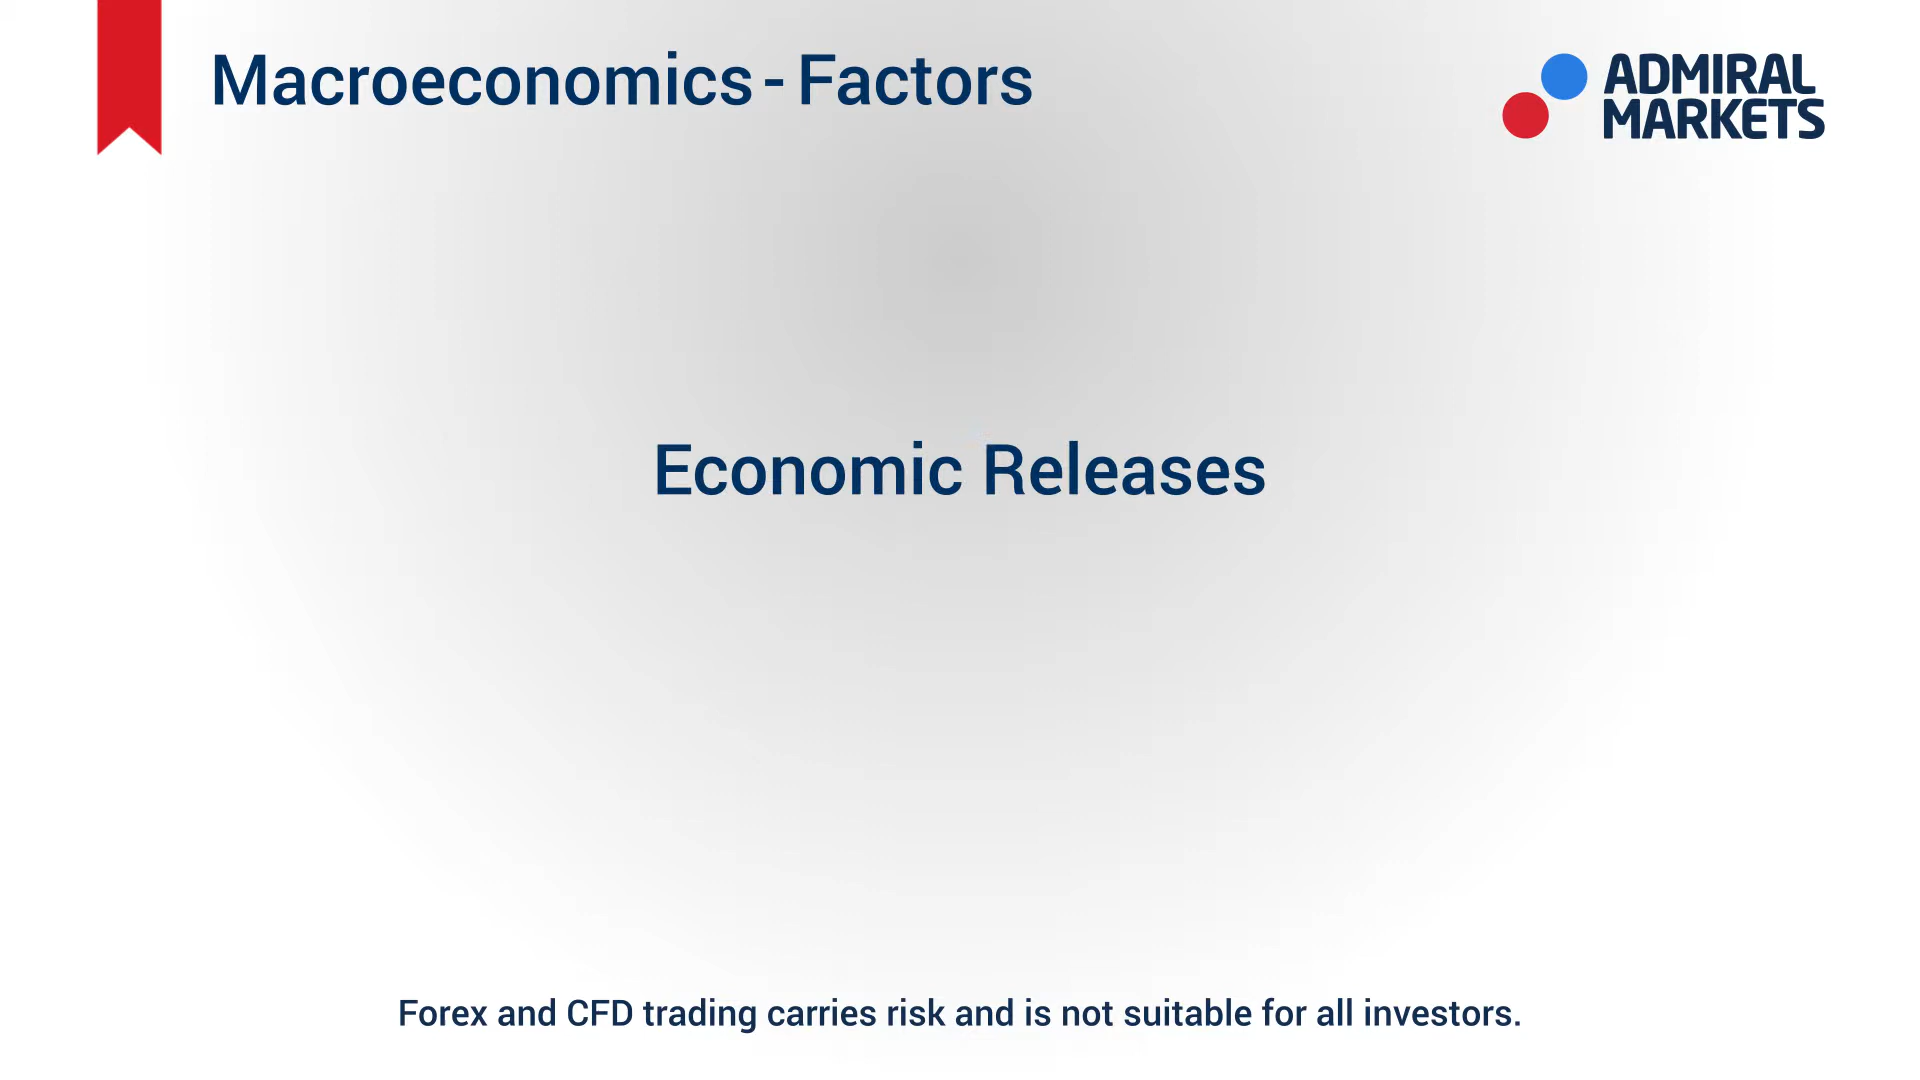 Macroeconomics - Factors
ADMIRAL
MARKETS
Economic Releases
Forex and CFD trading carries risk and is not suitable for all investors.